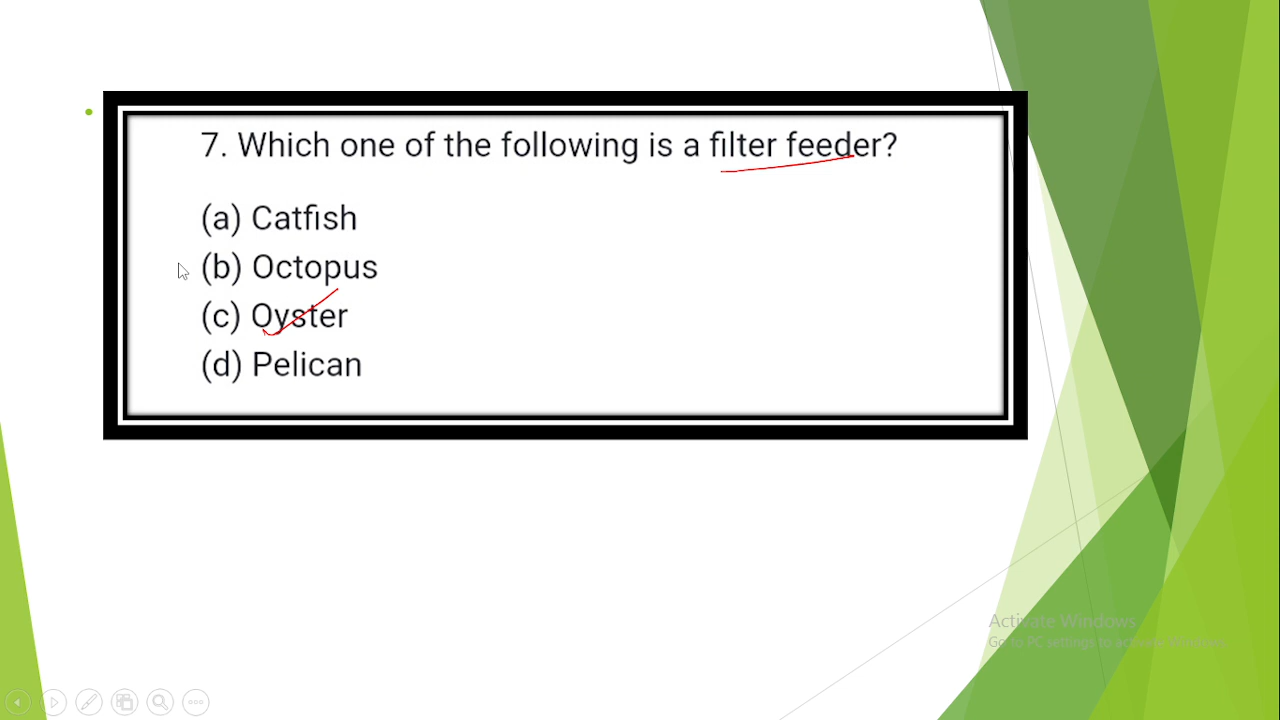 7. Which one of the following is a filter feeder?
(a) Catfish
(b) Octopus
(c) Oyster
(d) Pelican
Activate Windows
Go to PC settings to activate Windows.